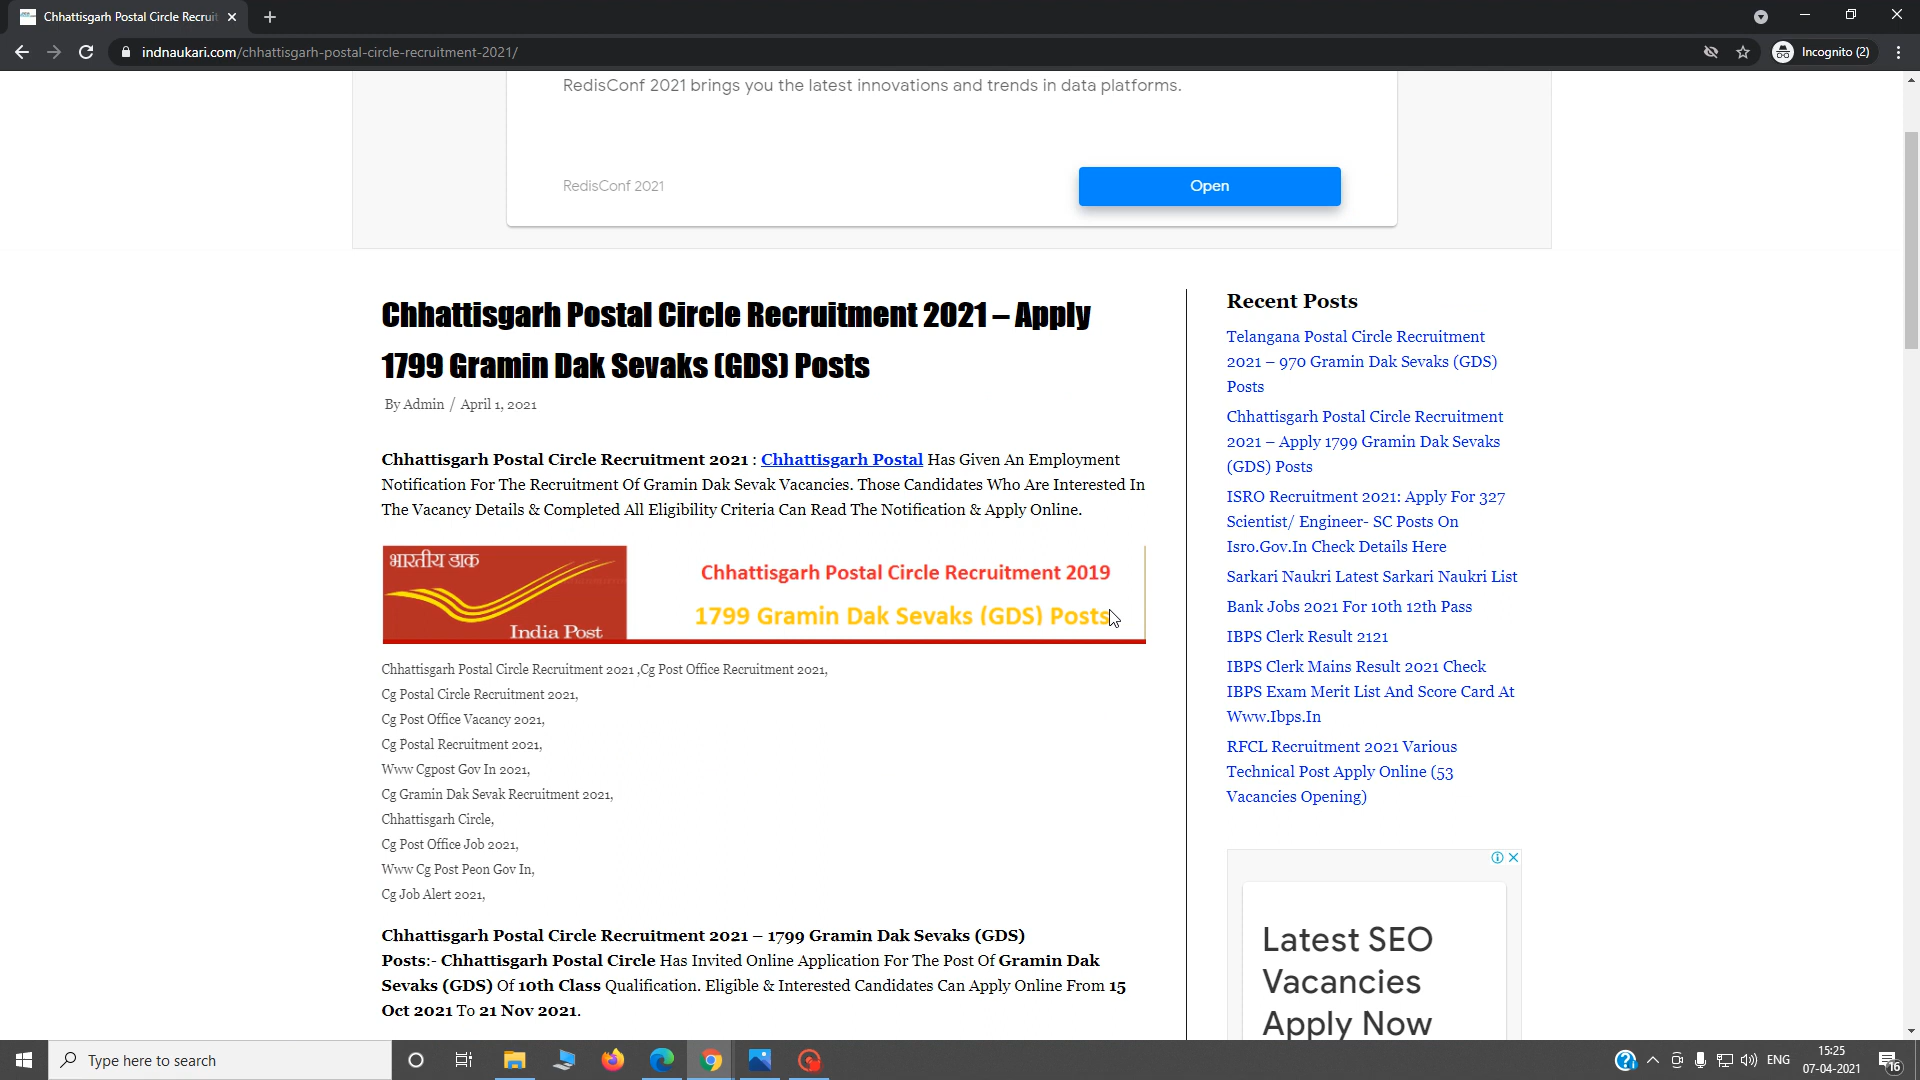 Chhattisgarh Postal Circle Recruit
indnaukari.com/chhattisgarh-postal-circle-recruitment-2021/
Incognito (2)
RedisConf 2021 brings you the latest innovations and trends in data platforms.
RedisConf 2021
Open
Chhattisgarh Postal Circle Recruitment 2021 – Apply
1799 Gramin Dak Sevaks (GDS) Posts
By Admin / April 1, 2021
Chhattisgarh Postal Circle Recruitment 2021 : Chhattisgarh Postal Has Given An Employment
Notification For The Recruitment Of Gramin Dak Sevak Vacancies. Those Candidates Who Are Interested In
The Vacancy Details & Completed All Eligibility Criteria Can Read The Notification & Apply Online.
भारतीय डाक
India Post
Chhattisgarh Postal Circle Recruitment 2019
1799 Gramin Dak Sevaks (GDS) Posts
Chhattisgarh Postal Circle Recruitment 2021 ,Cg Post Office Recruitment 2021,
Cg Postal Circle Recruitment 2021,
Cg Post Office Vacancy 2021,
Cg Postal Recruitment 2021,
Www Cgpost Gov In 2021,
Cg Gramin Dak Sevak Recruitment 2021,
Chhattisgarh Circle,
Cg Post Office Job 2021,
Www Cg Post Peon Gov In,
Cg Job Alert 2021,
Chhattisgarh Postal Circle Recruitment 2021 – 1799 Gramin Dak Sevaks (GDS)
Posts:- Chhattisgarh Postal Circle Has Invited Online Application For The Post Of Gramin Dak
Sevaks (GDS) Of 10th Class Qualification. Eligible & Interested Candidates Can Apply Online From 15
Oct 2021 To 21 Nov 2021.
Recent Posts
Telangana Postal Circle Recruitment
2021 – 970 Gramin Dak Sevaks (GDS)
Posts
Chhattisgarh Postal Circle Recruitment
2021 – Apply 1799 Gramin Dak Sevaks
(GDS) Posts
ISRO Recruitment 2021: Apply For 327
Scientist/ Engineer- SC Posts On
Isro.Gov.In Check Details Here
Sarkari Naukri Latest Sarkari Naukri List
Bank Jobs 2021 For 10th 12th Pass
IBPS Clerk Result 2121
IBPS Clerk Mains Result 2021 Check
IBPS Exam Merit List And Score Card At
Www.Ibps.In
RFCL Recruitment 2021 Various
Technical Post Apply Online (53
Vacancies Opening)
Latest SEO
Vacancies
Apply Now
Type here to search
ENG
15:25
07-04-2021
16